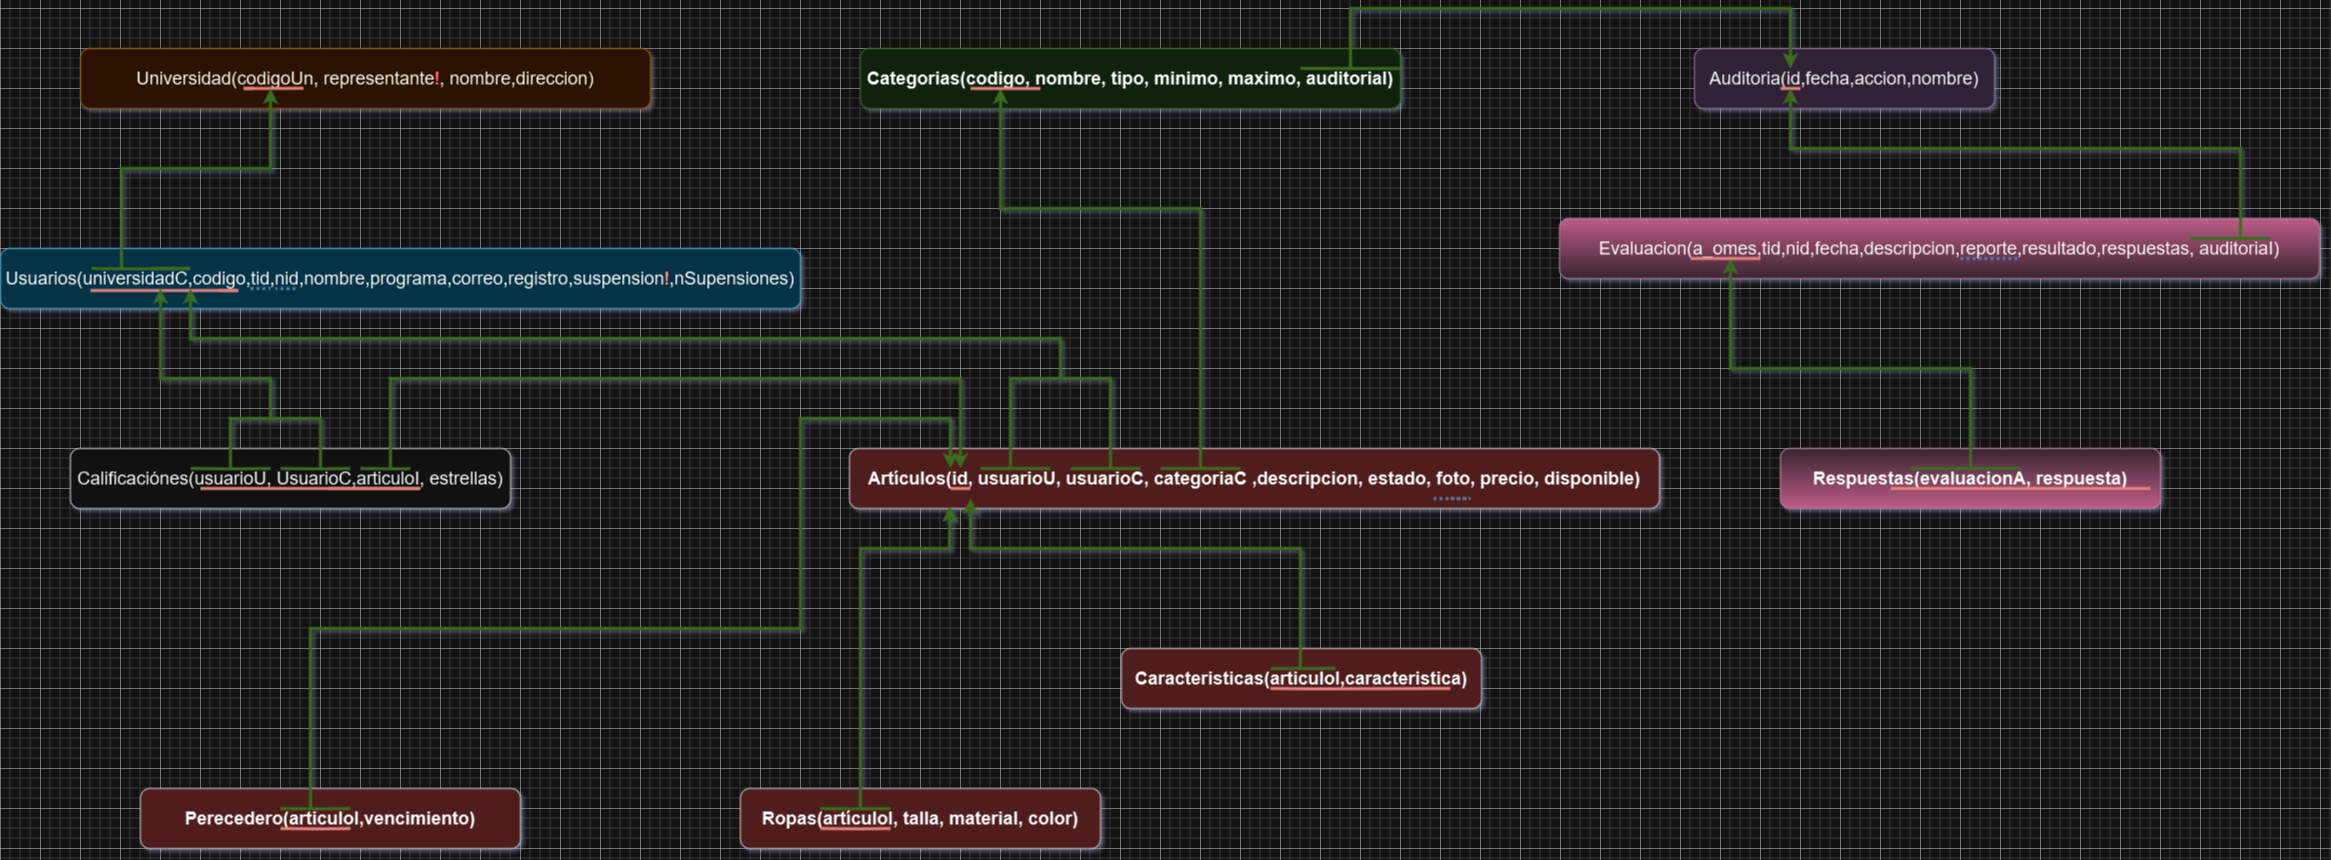 Universidad(codigoUn, representante!, nombre,direccion)
Categorias(codigo, nombre, tipo, minimo, maximo, auditoriaI)
Auditoria(id,fecha,accion,nombre)
Usuarios(universidadC,codigo,tid,nid,nombre,programa,correo,registro,suspension!,nSupensiones)
Evaluacion(a_omes,tid,nid,fecha,descripcion,reporte,resultado,respuestas, auditoriaI)
Calificaciónes(usuarioU, UsuarioC,articuloI, estrellas)
Artículos(id, usuarioU, usuarioC, categoriaC ,descripcion, estado, foto, precio, disponible)
Respuestas(evaluacionA, respuesta)
Caracteristicas(articuloI,caracteristica)
Perecedero(articuloI,vencimiento)
Ropas(artículoI, talla, material, color)